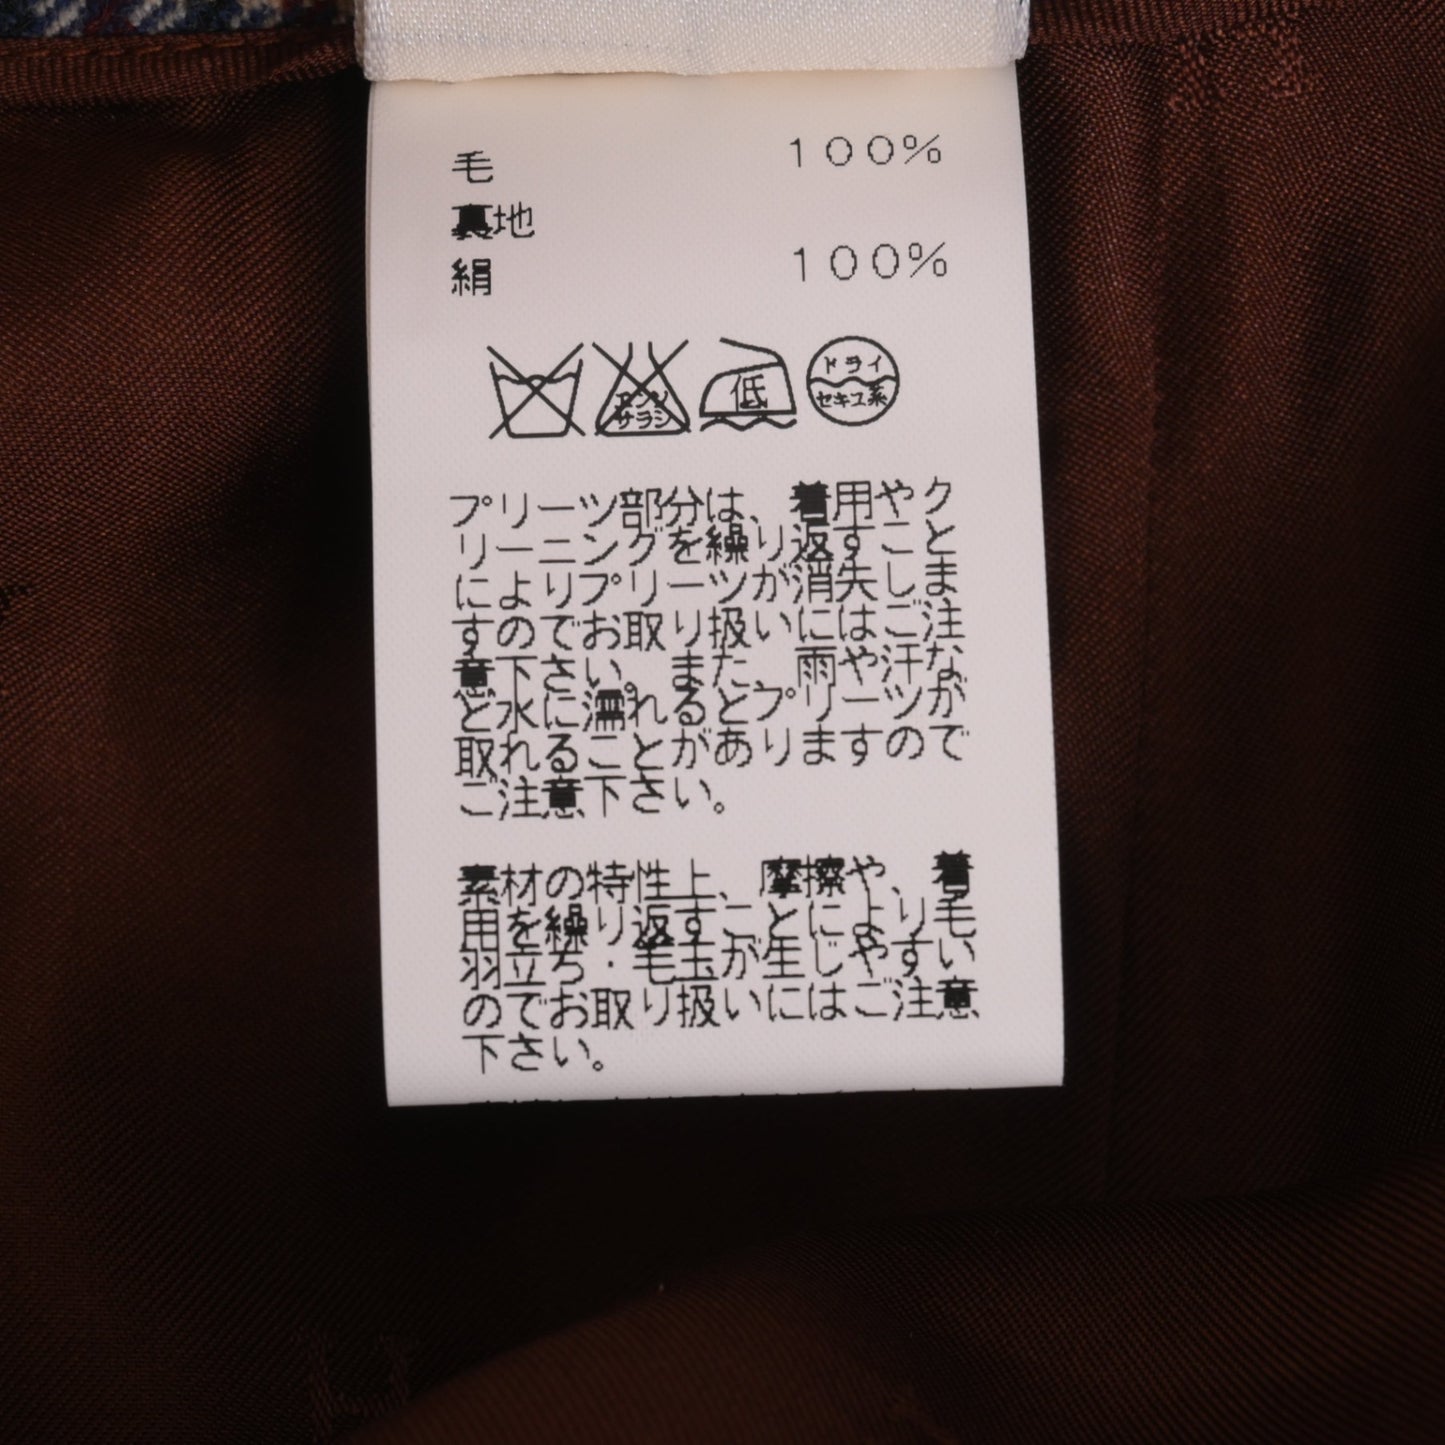 毛 100%
裏地
絹 100%
エンソ
サラシ
低
ドライ
セキユ系
プリーツ部分は、着用やク
リーニングを繰り返すこと
によりプリーツが消失しま
すのでお取り扱いにはご注
意下さい。また、雨や汗な
ど水に濡れるとプリーツが
取れることがありますので
ご注意下さい。
素材の特性上、摩擦や、着
用を繰り返すことにより毛
羽立ち・毛玉が生じやすい
のでお取り扱いにはご注意
下さい。